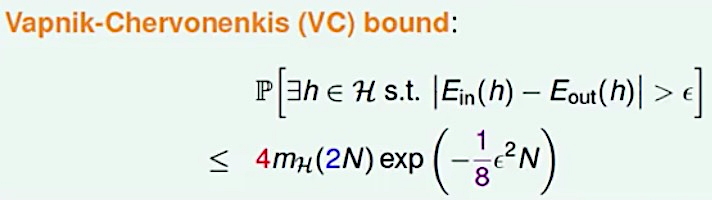 Vapnik-Chervonenkis (VC) bound:
ℙ[∃h ∈ ℋ s.t. |E_in(h) − E_out(h)| > ϵ]
≤ 4m_ℋ(2N) exp(−1/8 ϵ²N)